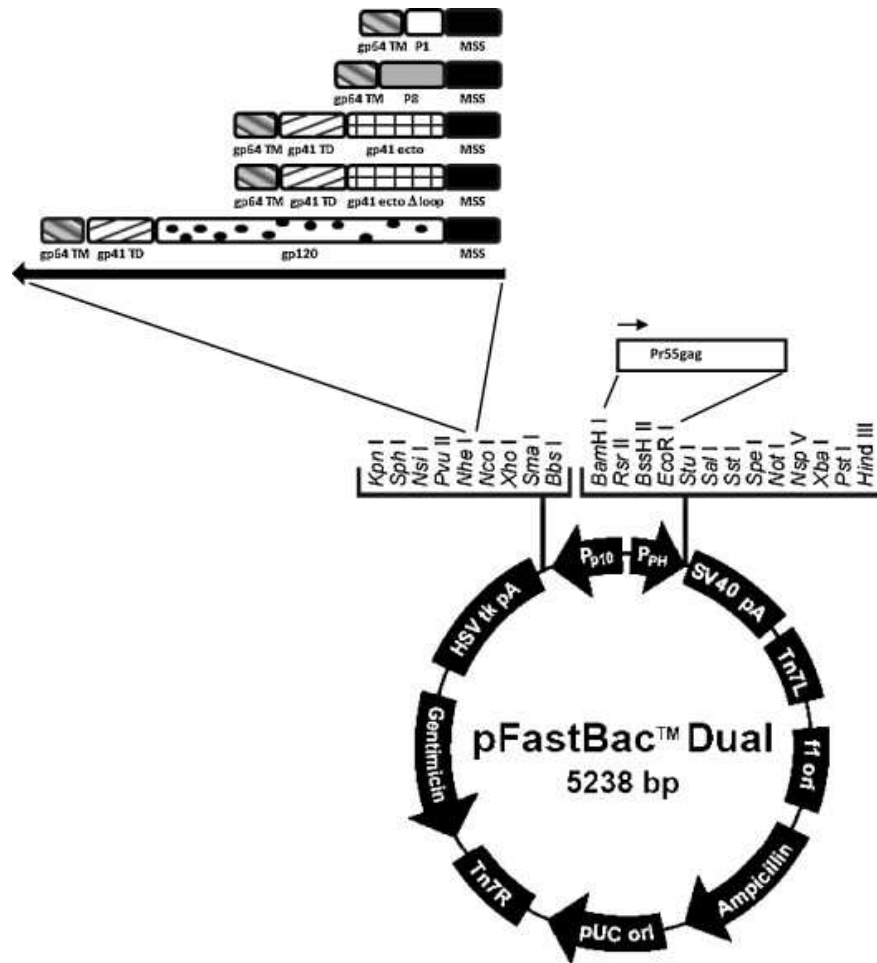 gp64 TM P1 MSS
gp64 TM P8 MSS
gp64 TM gp41 TD gp41 ecto MSS
gp64 TM gp41 TD gp41 ecto Δ loop MSS
gp64 TM gp41 TD gp120 MSS
Pr55gag
Kpn I
Sph I
Nsi I
Pvu II
Nhe I
Nco I
Xho I
Sma I
Bbs I
BamH I
Rsr II
BssH II
EcoR I
Stu I
Sal I
Sst I
Spe I
Not I
Nsp V
Xba I
Pst I
Hind III
Pp10
PPH
HSV tk pA
SV40 pA
Tn7L
Gentimicin
pFastBac™ Dual
5238 bp
f1 ori
Tn7R
Ampicillin
pUC ori